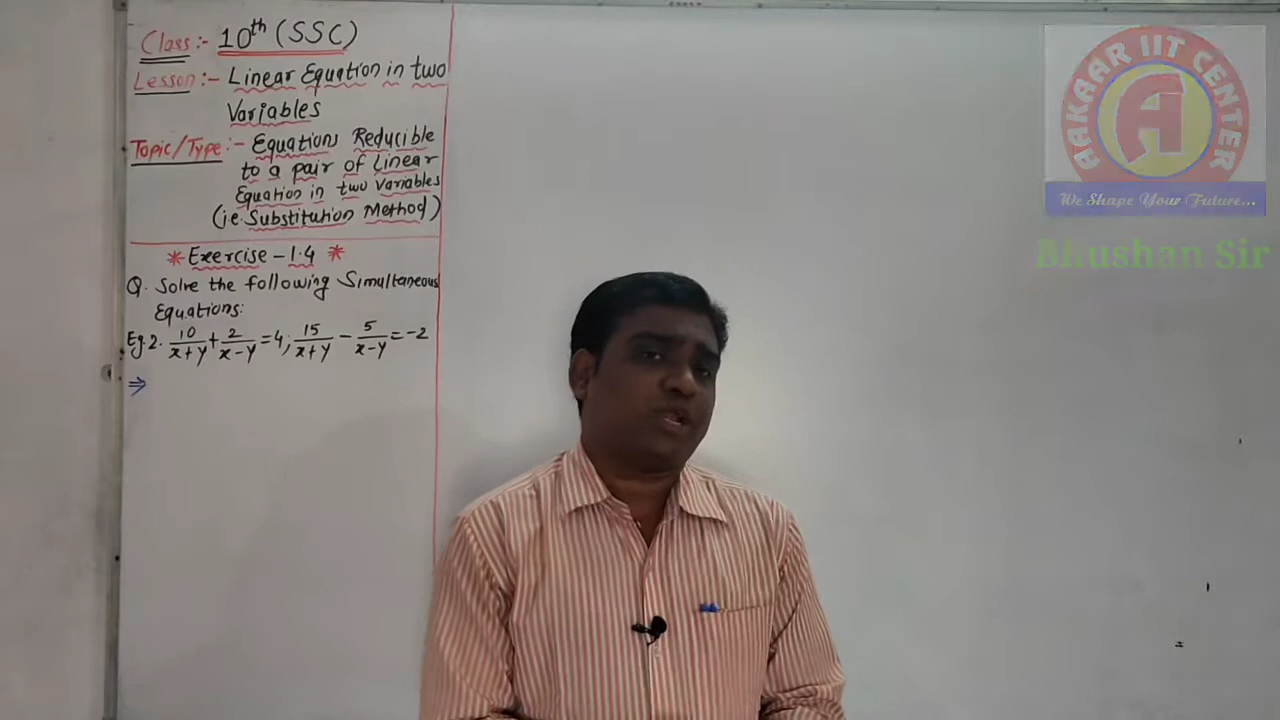 Class:- 10th (SSC)
Lesson:- Linear Equation in two
Variables
Topic/Type:- Equations Reducible
to a pair of Linear
Equation in two variables
(ie. Substitution Method)
* Exercise - 1.4 *
Q. Solve the following Simultaneous
Equations:
Eg.2. 10/(x+y) + 2/(x-y) = 4; 15/(x+y) - 5/(x-y) = -2
⇒
AAKAAR IIT CENTER
A
We Shape Your Future...
Bhushan Sir